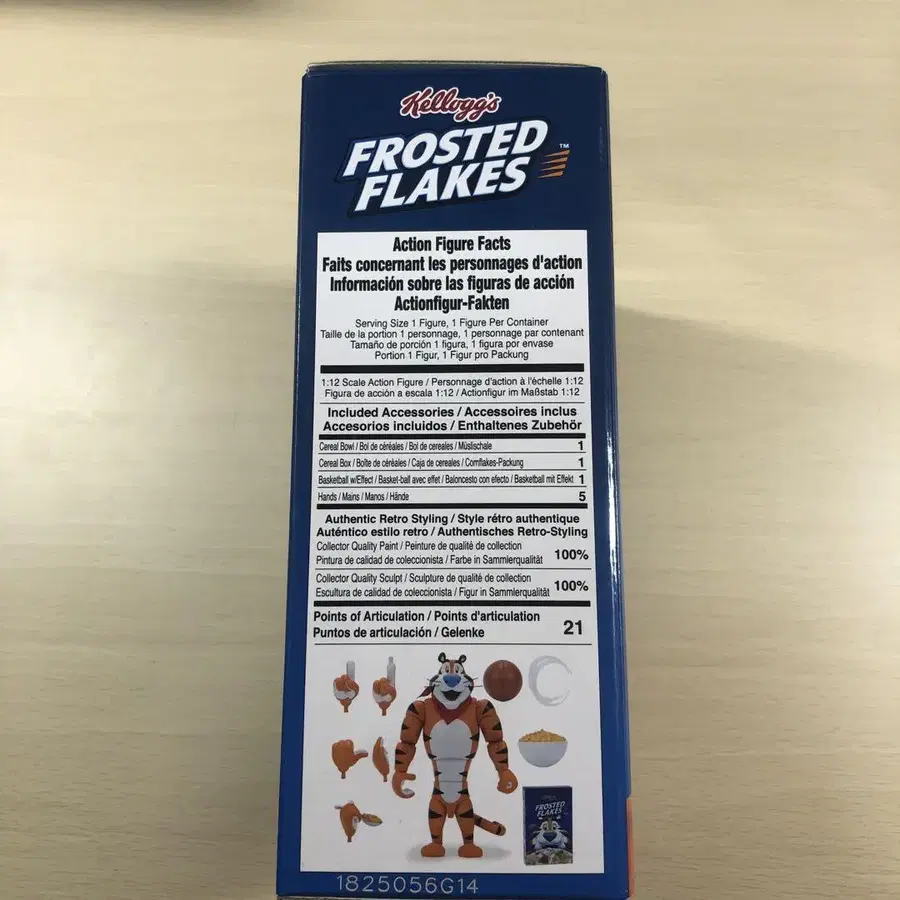 Kellogg's
FROSTED
FLAKES™
Action Figure Facts
Faits concernant les personnages d'action
Información sobre las figuras de acción
Actionfigur-Fakten
Serving Size 1 Figure, 1 Figure Per Container
Taille de la portion 1 personnage, 1 personnage par contenant
Tamaño de porción 1 figura, 1 figura por envase
Portion 1 Figur, 1 Figur pro Packung
1:12 Scale Action Figure / Personnage d'action à l'échelle 1:12
Figura de acción a escala 1:12 / Actionfigur im Maßstab 1:12
Included Accessories / Accessoires inclus
Accesorios incluidos / Enthaltenes Zubehör
Cereal Bowl / Bol de céréales / Bol de cereales / Müslischale 1
Cereal Box / Boîte de céréales / Caja de cereales / Cornflakes-Packung 1
Basketball w/Effect / Basket-ball avec effet / Baloncesto con efecto / Basketball mit Effekt 1
Hands / Mains / Manos / Hände 5
Authentic Retro Styling / Style rétro authentique
Auténtico estilo retro / Authentisches Retro-Styling
Collector Quality Paint / Peinture de qualité de collection
Pintura de calidad de coleccionista / Farbe in Sammlerqualität 100%
Collector Quality Sculpt / Sculpture de qualité de collection
Escultura de calidad de coleccionista / Figur in Sammlerqualität 100%
Points of Articulation / Points d'articulation
Puntos de articulación / Gelenke 21
FROSTED
FLAKES
1825056G14